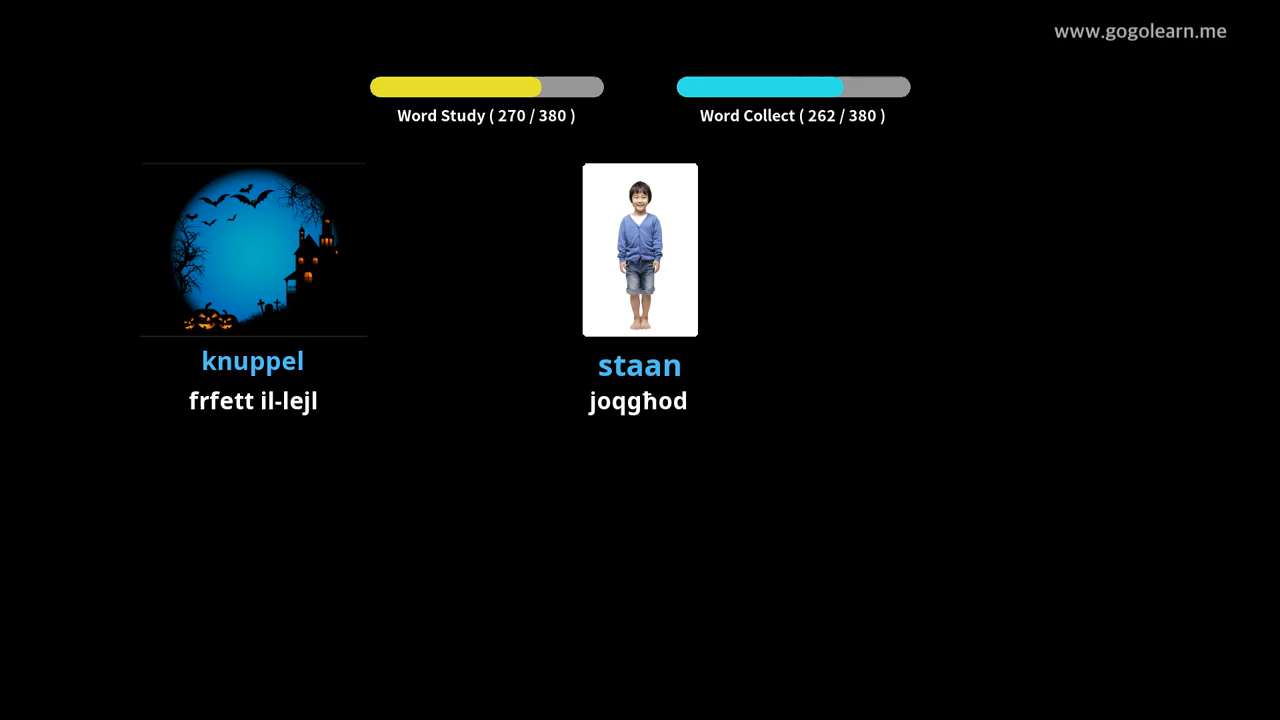 www.gogolearn.me
Word Study ( 270 / 380 )
Word Collect ( 262 / 380 )
knuppel
frfett il-lejl
staan
joqgħod